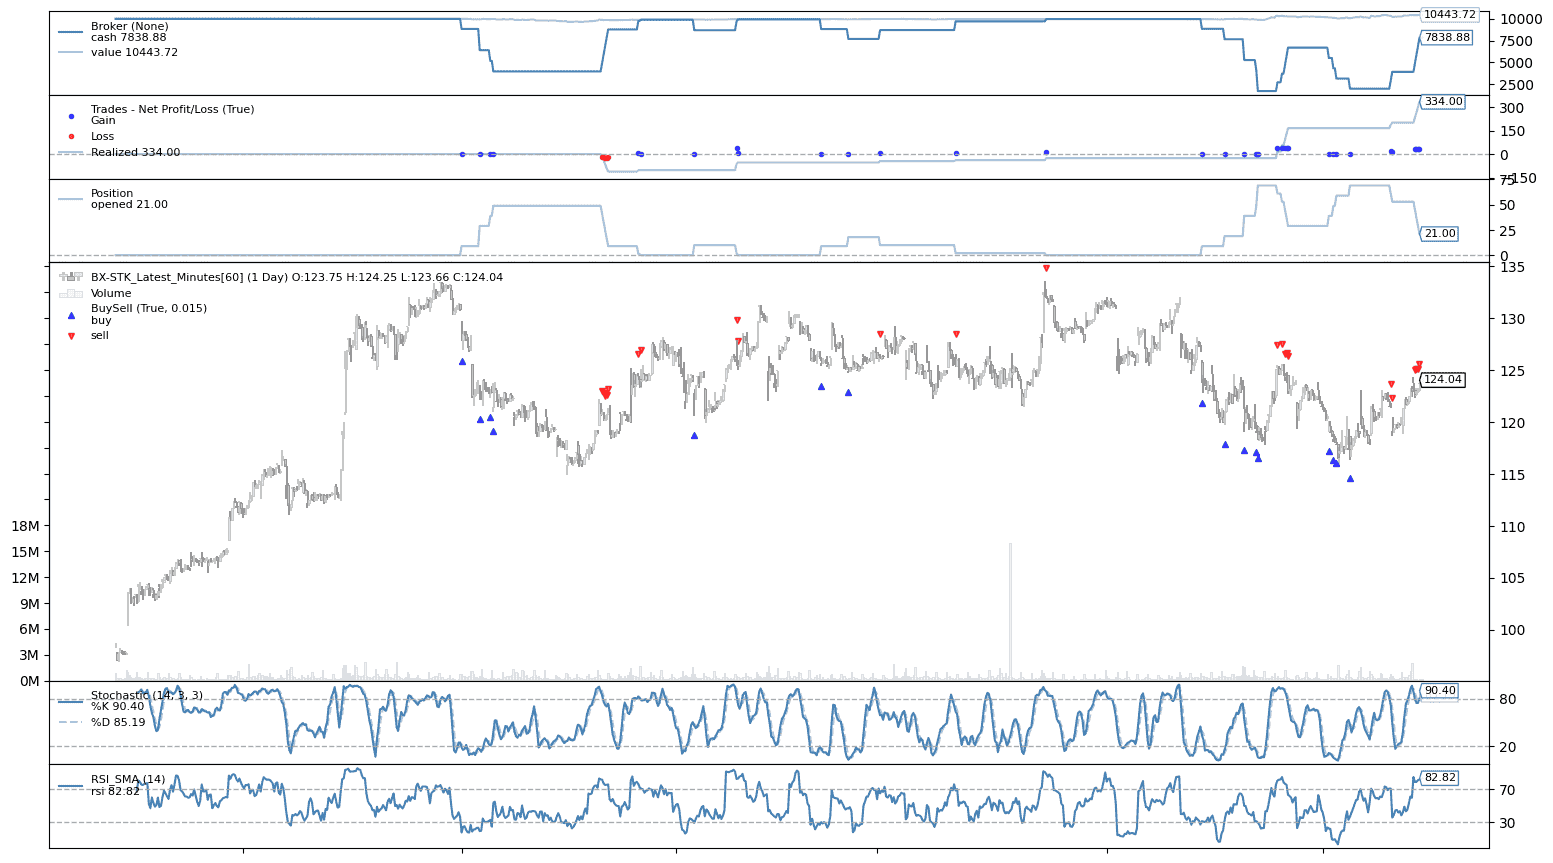 Broker (None)
cash 7838.88
value 10443.72
10443.72
10000
7838.88
7500
5000
2500
Trades - Net Profit/Loss (True)
Gain
Loss
Realized 334.00
334.00
300
150
0
−150
Position
opened 21.00
75
50
25
21.00
0
BX-STK_Latest_Minutes[60] (1 Day) O:123.75 H:124.25 L:123.66 C:124.04
Volume
BuySell (True, 0.015)
buy
sell
135
130
125
124.04
120
115
110
105
100
18M
15M
12M
9M
6M
3M
0M
Stochastic (14, 3, 3)
%K 90.40
%D 85.19
90.40
80
20
RSI_SMA (14)
rsi 82.82
82.82
70
30